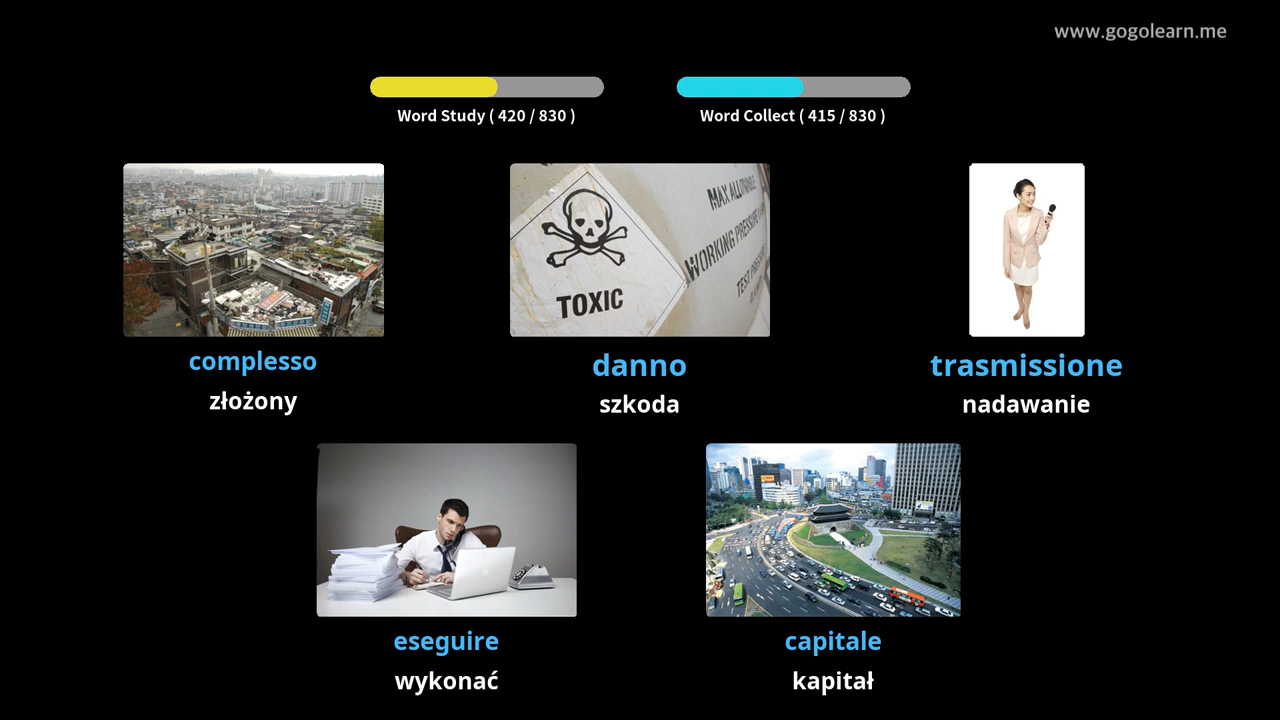 www.gogolearn.me
Word Study ( 420 / 830 )
Word Collect ( 415 / 830 )
TOXIC
MAX ALLOWABLE
WORKING PRESSURE
TEST
complesso
złożony
danno
szkoda
trasmissione
nadawanie
eseguire
wykonać
capitale
kapitał